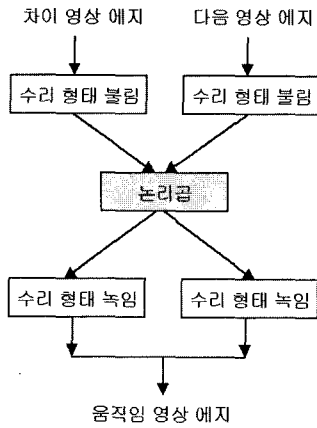 차이 영상 에지 다음 영상 에지
수리 형태 불림 수리 형태 불림
논리곱
수리 형태 녹임 수리 형태 녹임
움직임 영상 에지